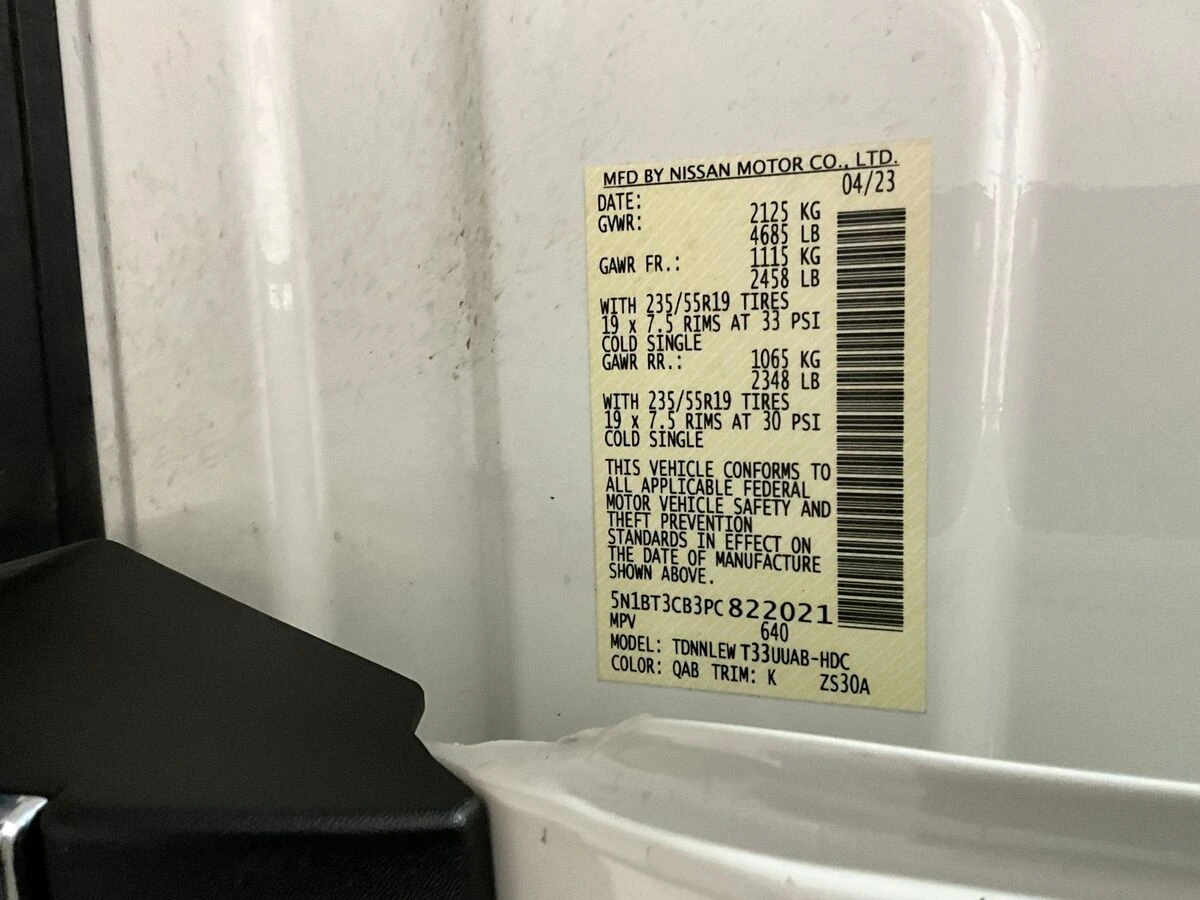 MFD BY NISSAN MOTOR CO., LTD.
DATE: 04/23
GVWR: 2125 KG
4685 LB
GAWR FR.: 1115 KG
2458 LB
WITH 235/55R19 TIRES
19 x 7.5 RIMS AT 33 PSI
COLD SINGLE
GAWR RR.: 1065 KG
2348 LB
WITH 235/55R19 TIRES
19 x 7.5 RIMS AT 30 PSI
COLD SINGLE
THIS VEHICLE CONFORMS TO
ALL APPLICABLE FEDERAL
MOTOR VEHICLE SAFETY AND
THEFT PREVENTION
STANDARDS IN EFFECT ON
THE DATE OF MANUFACTURE
SHOWN ABOVE.
5N1BT3CB3PC822021
MPV 640
MODEL: TDNNLEW T33UUAB-HDC
COLOR: QAB TRIM: K ZS30A